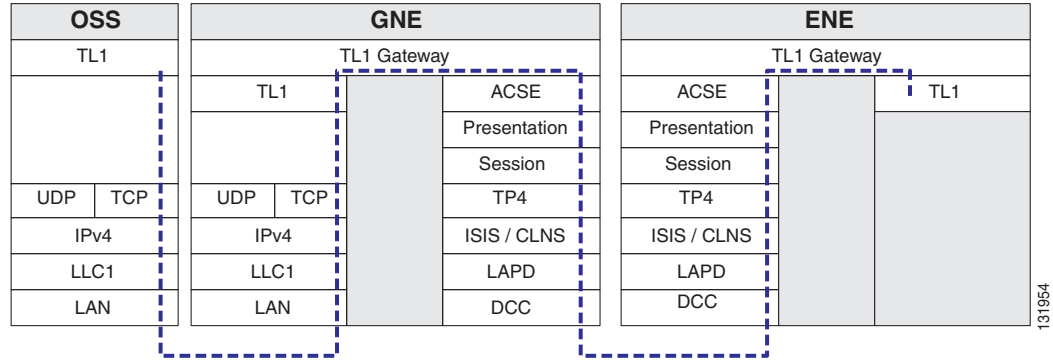 OSS GNE ENE
TL1 TL1 Gateway TL1 Gateway
TL1 ACSE ACSE TL1
Presentation Presentation
Session Session
UDP TCP UDP TCP TP4 TP4
IPv4 IPv4 ISIS / CLNS ISIS / CLNS
LLC1 LLC1 LAPD LAPD
LAN LAN DCC DCC
131954